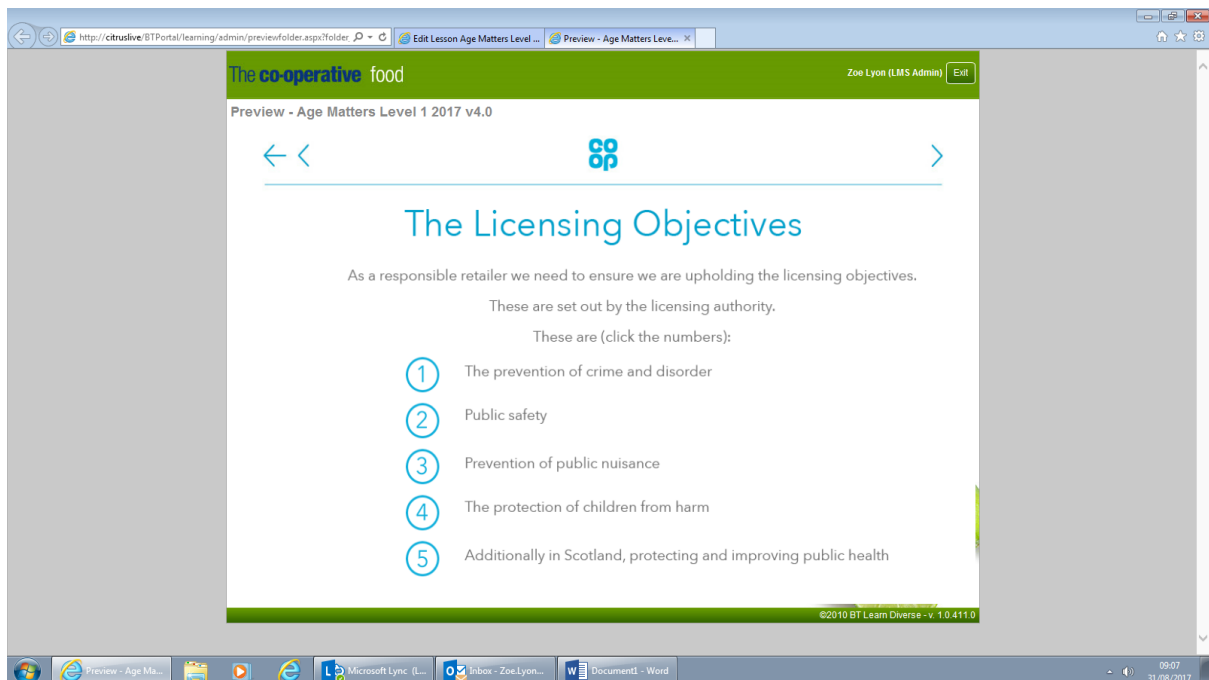 http://citruslive/BTPortal/learning/admin/previewfolder.aspx?folder
Edit Lesson Age Matters Level ...
Preview - Age Matters Leve...
The co-operative food
Zoe Lyon (LMS Admin)
Exit
Preview - Age Matters Level 1 2017 v4.0
CO
OP
The Licensing Objectives
As a responsible retailer we need to ensure we are upholding the licensing objectives.
These are set out by the licensing authority.
These are (click the numbers):
1 The prevention of crime and disorder
2 Public safety
3 Prevention of public nuisance
4 The protection of children from harm
5 Additionally in Scotland, protecting and improving public health
©2010 BT Learn Diverse - v. 1.0.411.0
Preview - Age Ma...
Microsoft Lync (L...
Inbox - Zoe.Lyon...
Document1 - Word
09:07
31/08/2017